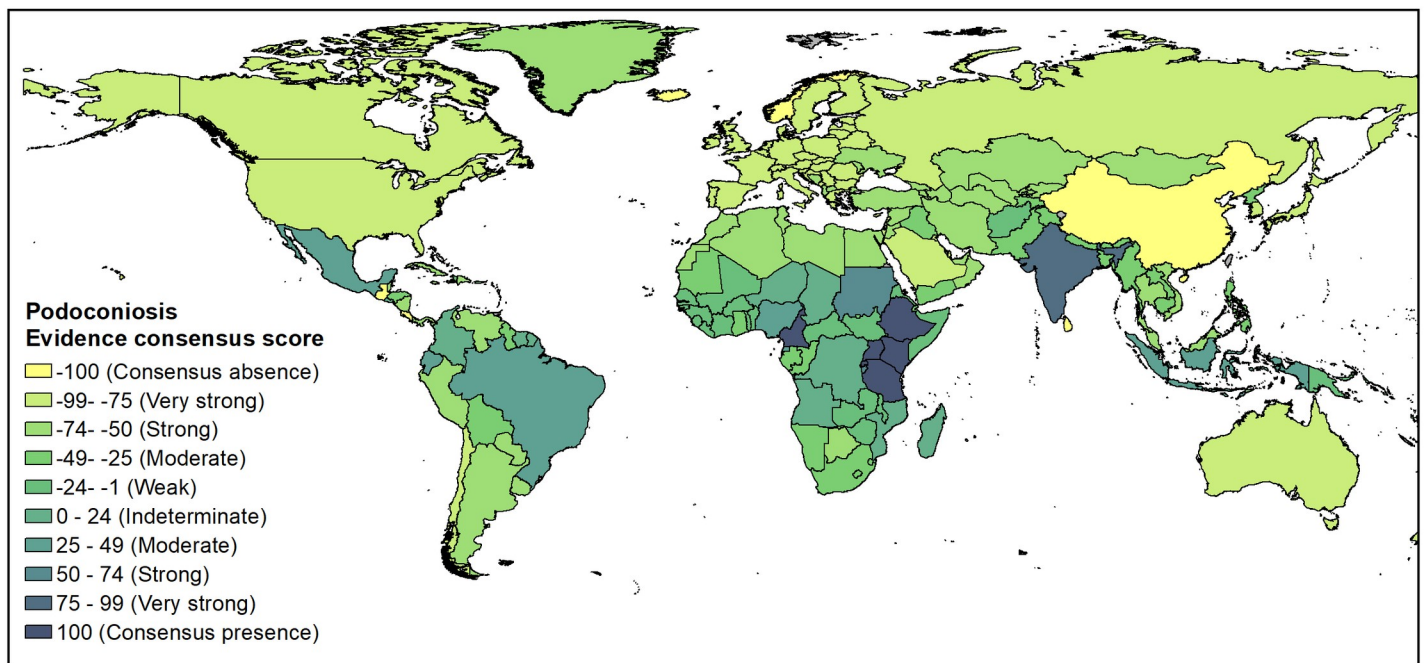 Podoconiosis
Evidence consensus score
-100 (Consensus absence)
-99- -75 (Very strong)
-74- -50 (Strong)
-49- -25 (Moderate)
-24- -1 (Weak)
0 - 24 (Indeterminate)
25 - 49 (Moderate)
50 - 74 (Strong)
75 - 99 (Very strong)
100 (Consensus presence)